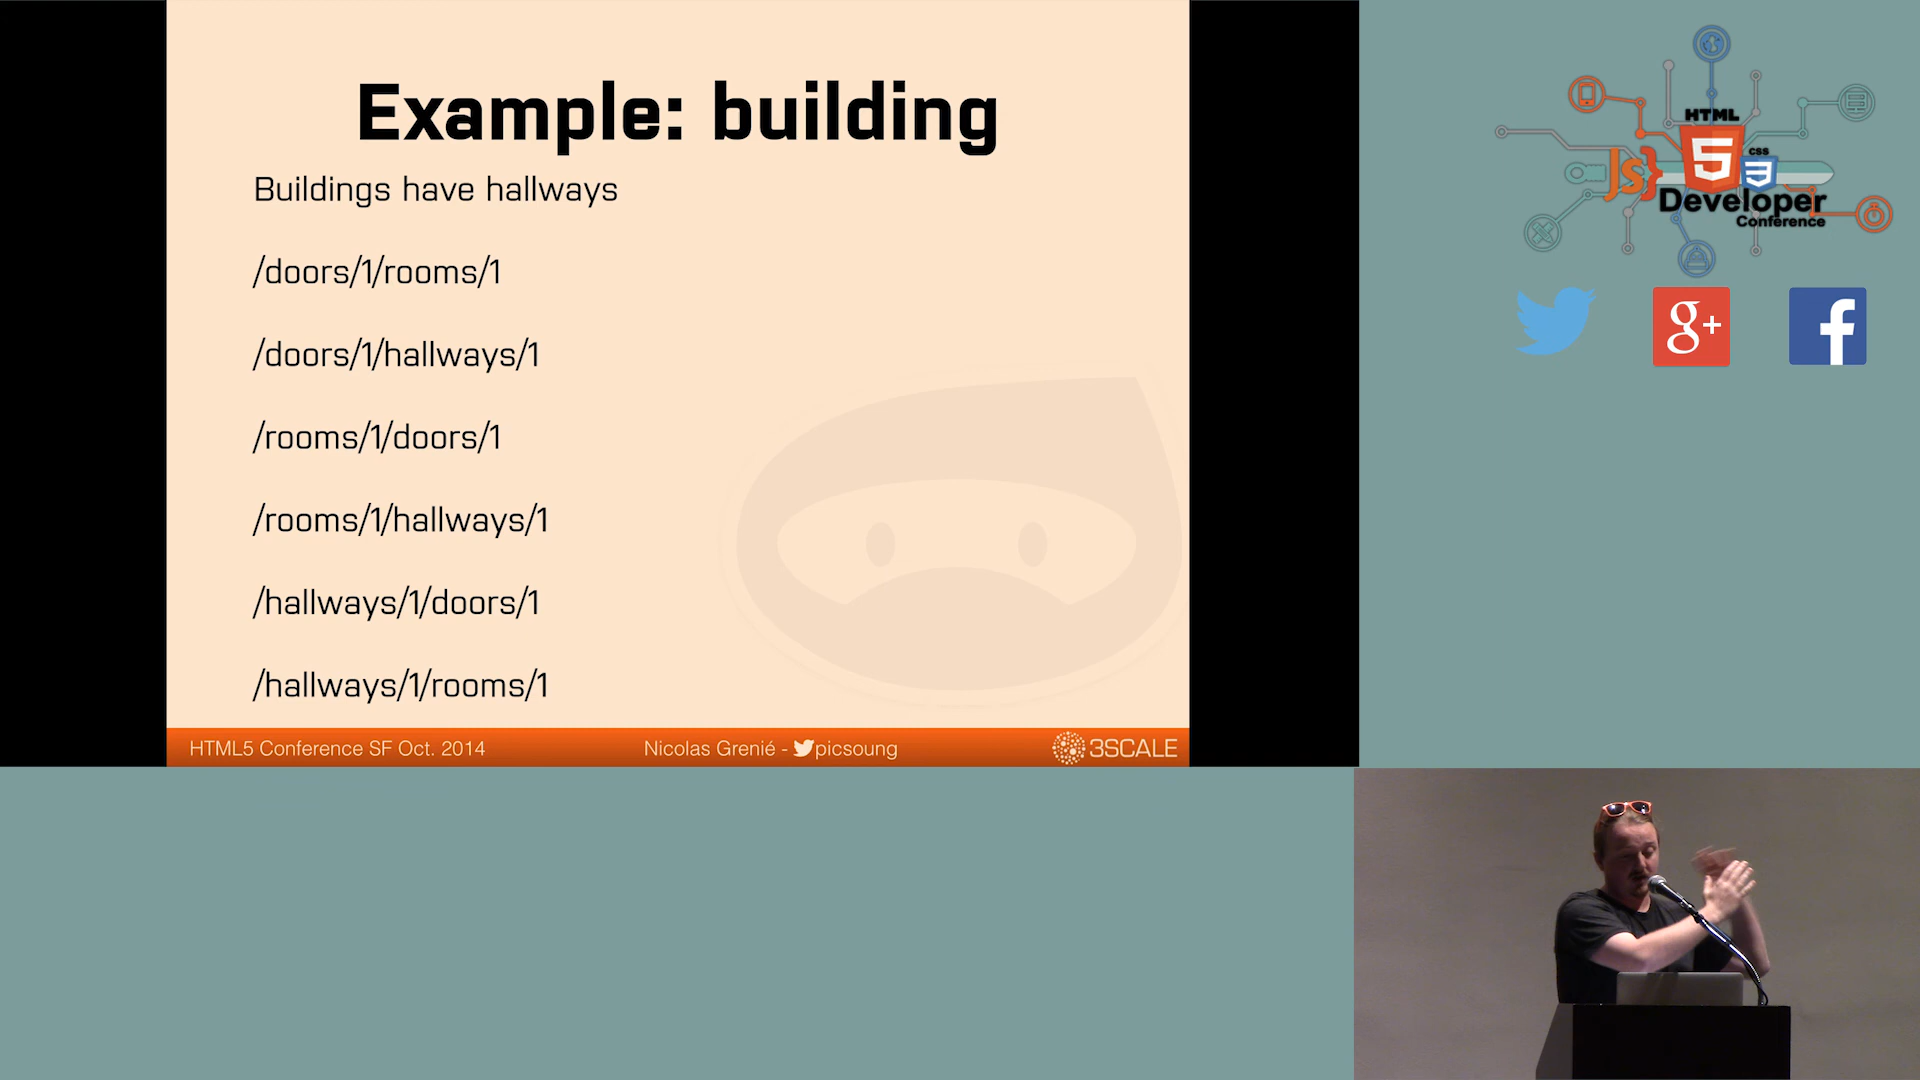 Example: building
Buildings have hallways
/doors/1/rooms/1
/doors/1/hallways/1
/rooms/1/doors/1
/rooms/1/hallways/1
/hallways/1/doors/1
/hallways/1/rooms/1
HTML5 Conference SF Oct. 2014
Nicolas Grenié - picsoung
3SCALE
HTML
5
CSS
3
JS}
Developer
Conference
g+
f